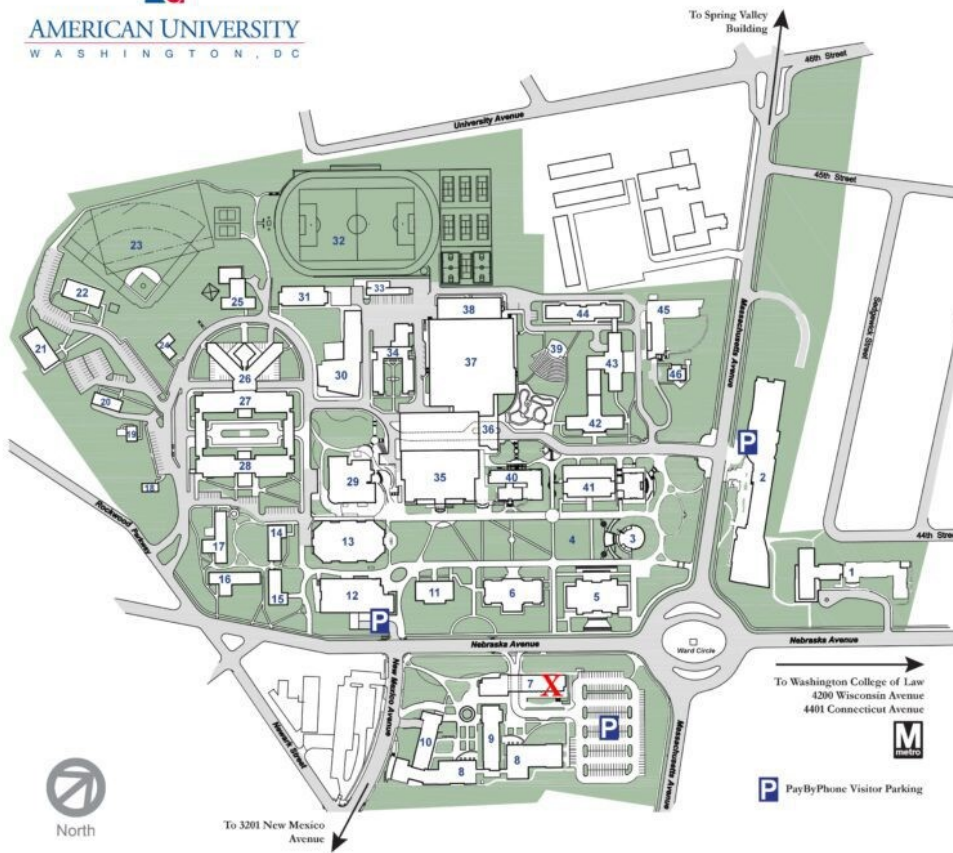 AMERICAN UNIVERSITY
WASHINGTON, DC
To Spring Valley
Building
46th Street
University Avenue
45th Street
32
23
22
25
31
33
38
44
45
Massachusetts Avenue
Sedgwick Street
21
24
26
34
37
39
43
46
30
20
27
42
36
P
19
28
29
35
40
41
2
18
Rockwood Parkway
17
14
13
4
3
44th Street
16
15
12
11
6
5
1
P
Nebraska Avenue
Ward Circle
Nebraska Avenue
7
X
To Washington College of Law
4200 Wisconsin Avenue
4401 Connecticut Avenue
New Mexico Avenue
Newark Street
10
9
P
8
8
Massachusetts Avenue
M
metro
P PayByPhone Visitor Parking
North
To 3201 New Mexico
Avenue